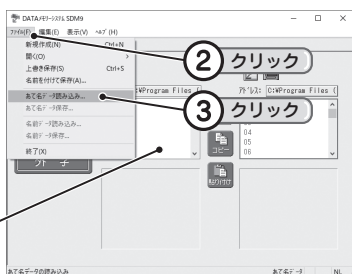 DATAﾒﾓﾘｰｼｽﾃﾑ SDM9
ﾌｧｲﾙ(F) 編集(E) 表示(V) ﾍﾙﾌﾟ(H)
新規作成(N) Ctrl+N
開く(O)
上書き保存(S) Ctrl+S
名前を付けて保存(A)...
あて名ﾃﾞｰﾀ読み込み...
あて名ﾃﾞｰﾀ保存...
名前ﾃﾞｰﾀ読み込み...
名前ﾃﾞｰﾀ保存...
終了(X)
② クリック
③ クリック
:¥Program Files (
ｱﾄﾞﾚｽ: C:¥Program Files (
04
05
06
コピー
貼り付け
外 字
あて名データの読み込み
あて名ﾃﾞｰﾀ
NL